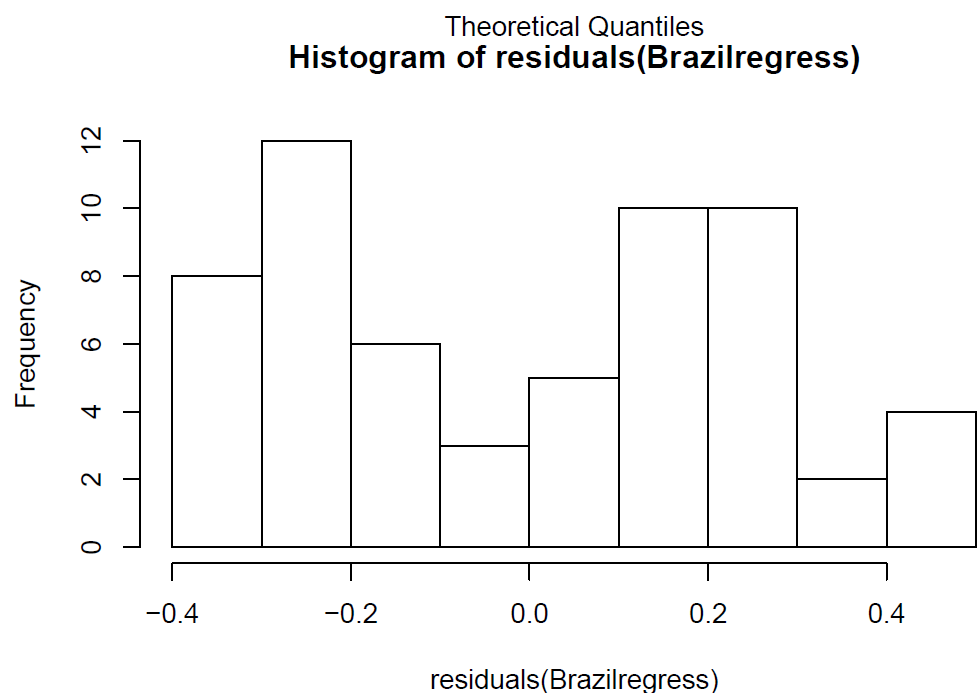 Theoretical Quantiles
Histogram of residuals(Brazilregress)
12
10
8
6
4
2
0
Frequency
−0.4 −0.2 0.0 0.2 0.4
residuals(Brazilregress)